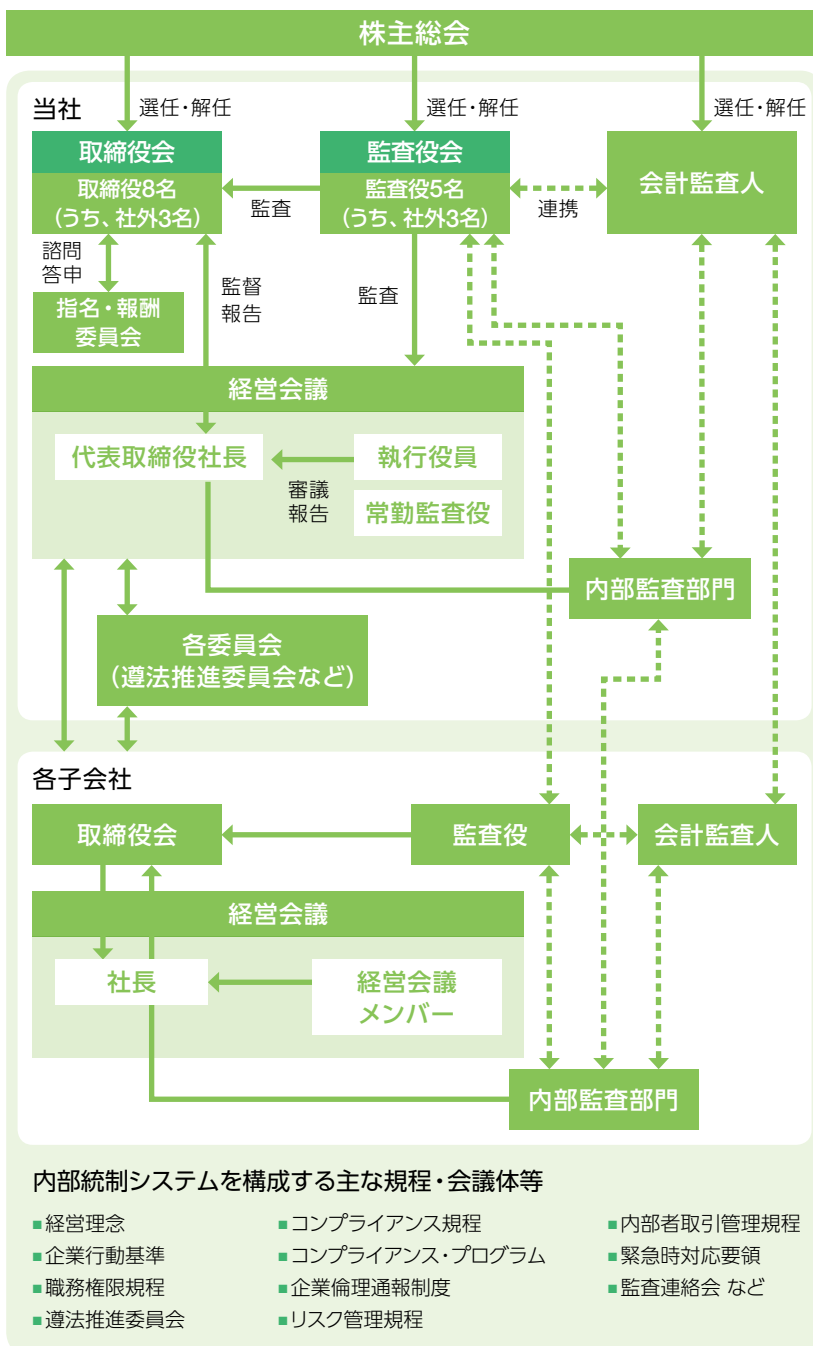 株主総会
当社
選任・解任
選任・解任
選任・解任
取締役会
取締役8名
(うち、社外3名)
監査
監査役会
監査役5名
(うち、社外3名)
連携
会計監査人
諮問
答申
指名・報酬
委員会
監督
報告
監査
経営会議
代表取締役社長
審議
報告
執行役員
常勤監査役
内部監査部門
各委員会
(遵法推進委員会など)
各子会社
取締役会
監査役
会計監査人
経営会議
社長
経営会議
メンバー
内部監査部門
内部統制システムを構成する主な規程・会議体等
■経営理念
■企業行動基準
■職務権限規程
■遵法推進委員会
■コンプライアンス規程
■コンプライアンス・プログラム
■企業倫理通報制度
■リスク管理規程
■内部者取引管理規程
■緊急時対応要領
■監査連絡会 など